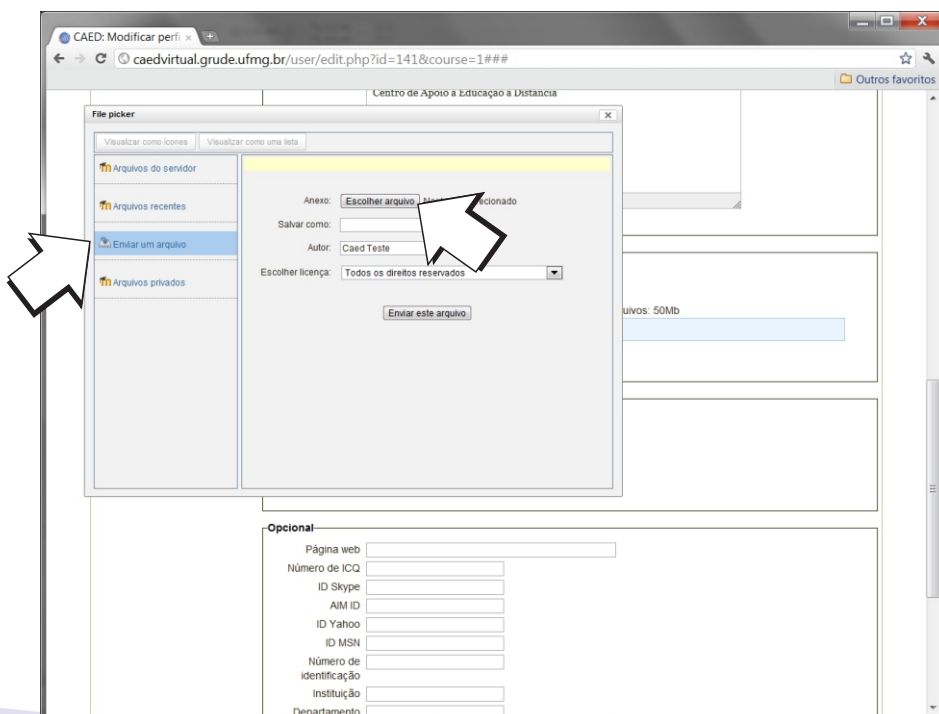 CAED: Modificar perfi
caedvirtual.grude.ufmg.br/user/edit.php?id=141&course=1###
Outros favoritos
Centro de Apoio a Educação a Distancia
File picker
Visualizar como ícones Visualizar como uma lista
Arquivos do servidor
Arquivos recentes
Enviar um arquivo
Arquivos privados
Anexo: Escolher arquivo
Salvar como:
Autor: Caed Teste
Escolher licença: Todos os direitos reservados
Enviar este arquivo
uivos: 50Mb
Opcional
Página web
Número de ICQ
ID Skype
AIM ID
ID Yahoo
ID MSN
Número de
identificação
Instituição
Departamento